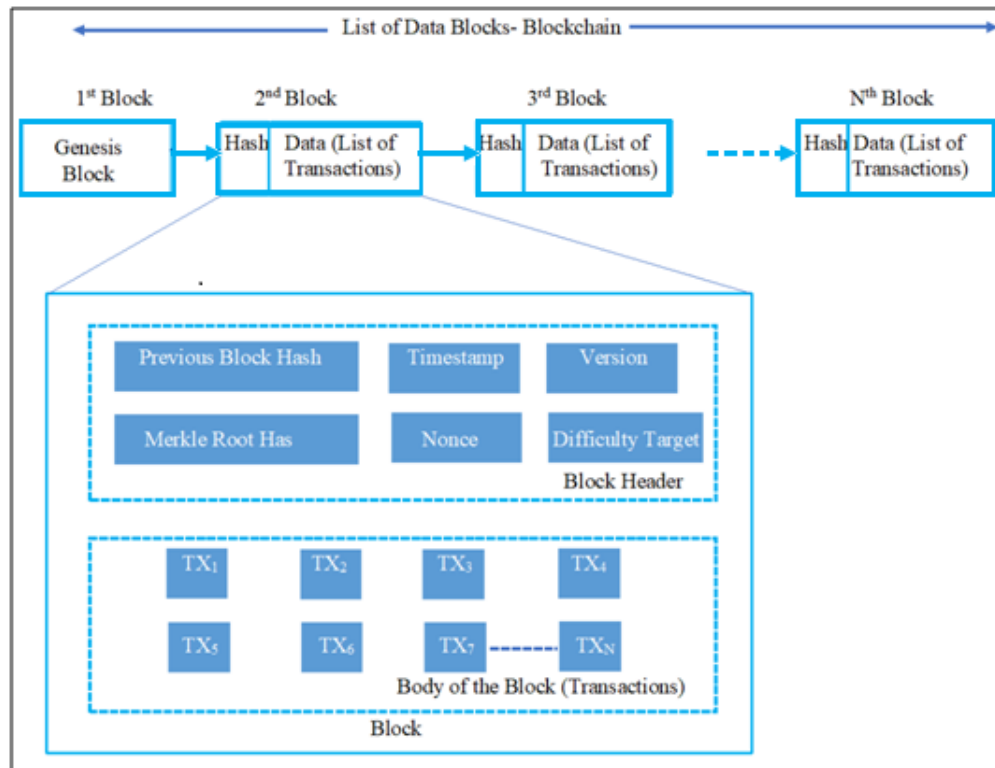 List of Data Blocks- Blockchain
1st Block
2nd Block
3rd Block
Nth Block
Genesis
Block
Hash
Data (List of
Transactions)
Hash
Data (List of
Transactions)
Hash
Data (List of
Transactions)
Previous Block Hash
Timestamp
Version
Merkle Root Has
Nonce
Difficulty Target
Block Header
TX1
TX2
TX3
TX4
TX5
TX6
TX7
TXN
Body of the Block (Transactions)
Block